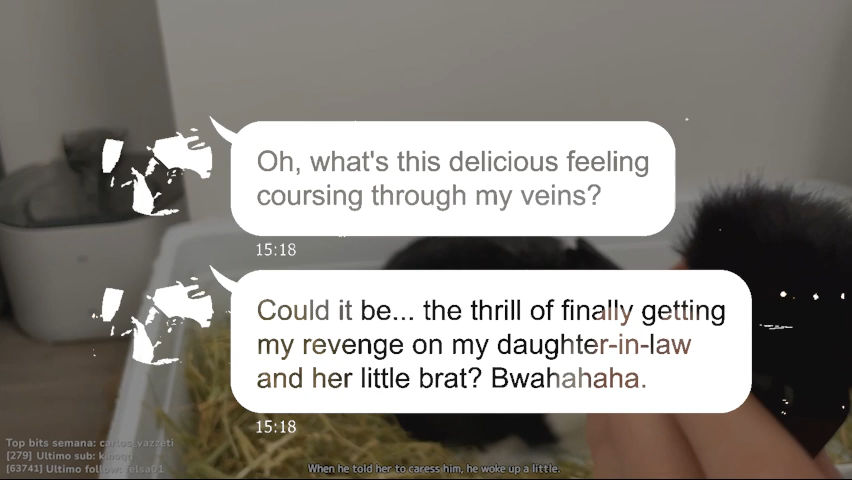 Oh, what's this delicious feeling
coursing through my veins?
15:18
Could it be... the thrill of finally getting
my revenge on my daughter-in-law
and her little brat? Bwahahaha.
15:18
Top bits semana: vazzeti
[279] Ultimo sub:
[63741] Ultimo follow:
When he told her to caress him, he woke up a little.